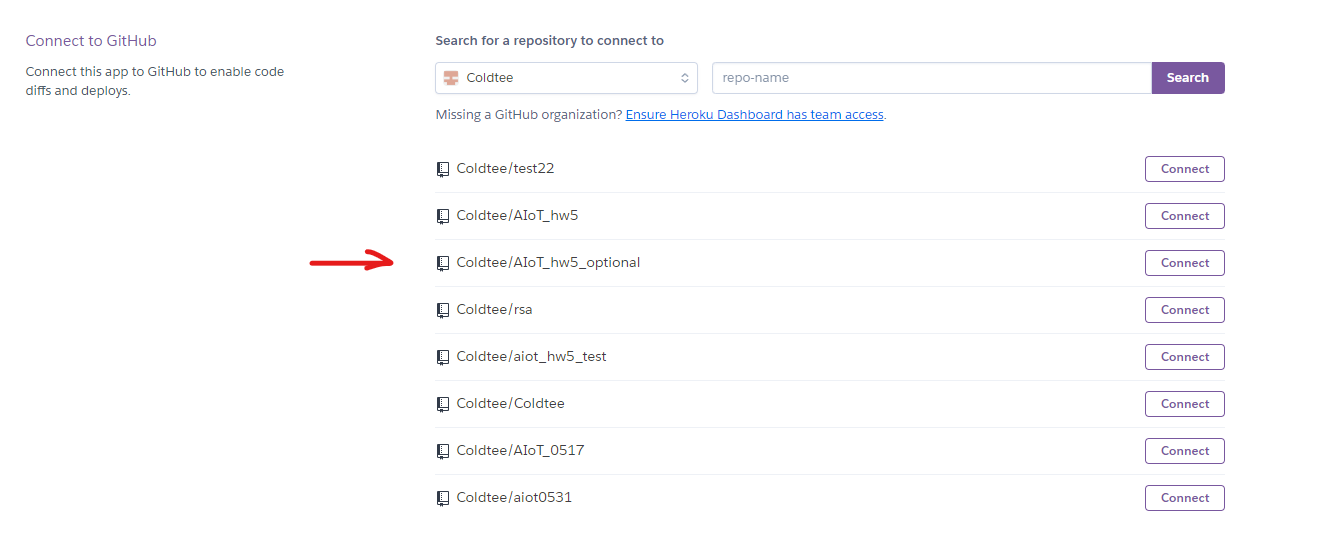 Connect to GitHub
Connect this app to GitHub to enable code
diffs and deploys.
Search for a repository to connect to
Coldtee
repo-name
Search
Missing a GitHub organization? Ensure Heroku Dashboard has team access.
Coldtee/test22 Connect
Coldtee/AIoT_hw5 Connect
Coldtee/AIoT_hw5_optional Connect
Coldtee/rsa Connect
Coldtee/aiot_hw5_test Connect
Coldtee/Coldtee Connect
Coldtee/AIoT_0517 Connect
Coldtee/aiot0531 Connect